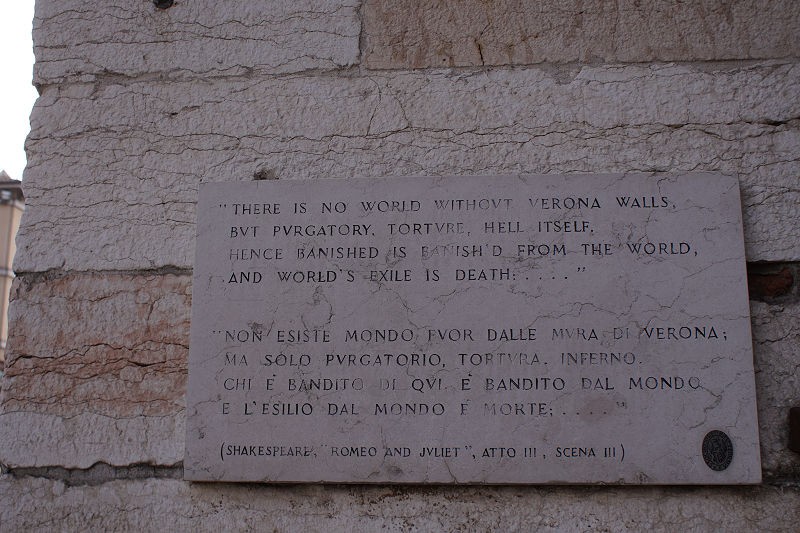 "THERE IS NO WORLD WITHOVT VERONA WALLS,
BVT PVRGATORY, TORTVRE, HELL ITSELF.
HENCE BANISHED IS BANISH'D FROM THE WORLD,
AND WORLD'S EXILE IS DEATH: . . . . "
"NON ESISTE MONDO FVOR DALLE MVRA DI VERONA;
MA SOLO PVRGATORIO, TORTVRA, INFERNO.
CHI È BANDITO DI QVI, È BANDITO DAL MONDO
E L'ESILIO DAL MONDO È MORTE; . . . . "
(SHAKESPEARE, "ROMEO AND JVLIET", ATTO III, SCENA III)